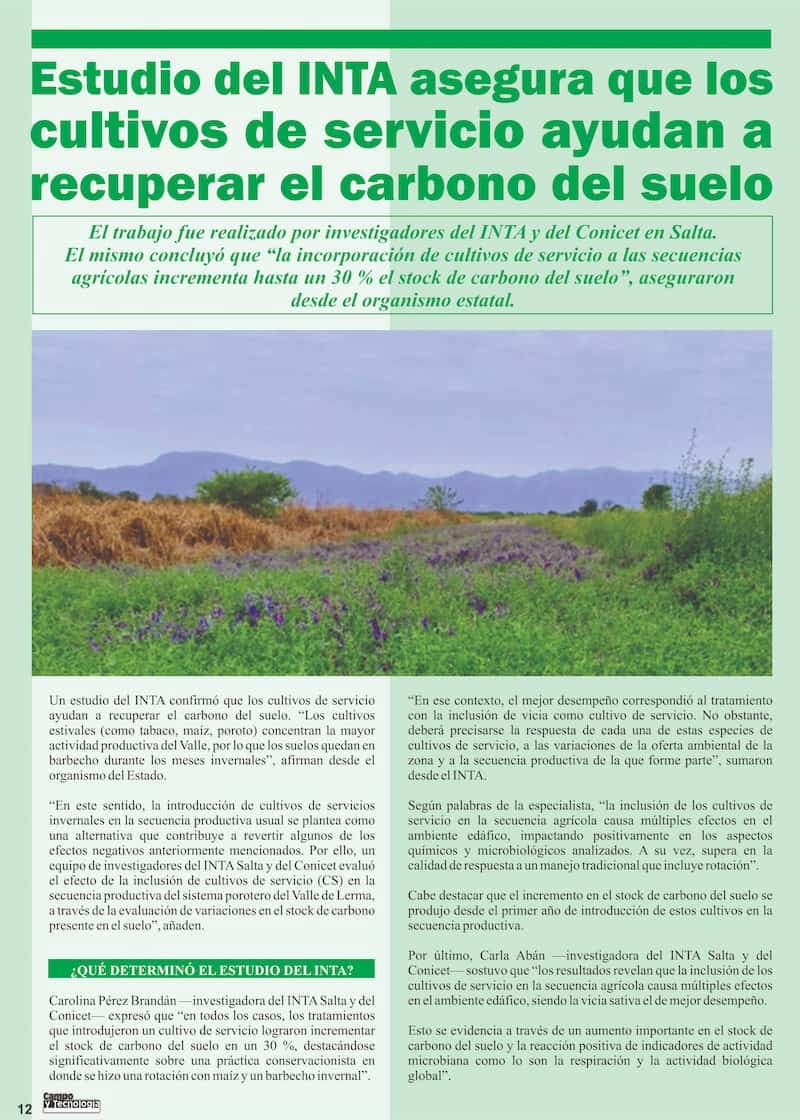 Estudio del INTA asegura que los
cultivos de servicio ayudan a
recuperar el carbono del suelo
El trabajo fue realizado por investigadores del INTA y del Conicet en Salta.
El mismo concluyó que “la incorporación de cultivos de servicio a las secuencias
agrícolas incrementa hasta un 30 % el stock de carbono del suelo”, aseguraron
desde el organismo estatal.
Un estudio del INTA confirmó que los cultivos de servicio
ayudan a recuperar el carbono del suelo. “Los cultivos
estivales (como tabaco, maíz, poroto) concentran la mayor
actividad productiva del Valle, por lo que los suelos quedan en
barbecho durante los meses invernales”, afirman desde el
organismo del Estado.
“En este sentido, la introducción de cultivos de servicios
invernales en la secuencia productiva usual se plantea como
una alternativa que contribuye a revertir algunos de los
efectos negativos anteriormente mencionados. Por ello, un
equipo de investigadores del INTA Salta y del Conicet evaluó
el efecto de la inclusión de cultivos de servicio (CS) en la
secuencia productiva del sistema porotero del Valle de Lerma,
a través de la evaluación de variaciones en el stock de carbono
presente en el suelo”, añaden.
¿QUÉ DETERMINÓ EL ESTUDIO DEL INTA?
Carolina Pérez Brandán —investigadora del INTA Salta y del
Conicet— expresó que “en todos los casos, los tratamientos
que introdujeron un cultivo de servicio lograron incrementar
el stock de carbono del suelo en un 30 %, destacándose
significativamente sobre una práctica conservacionista en
donde se hizo una rotación con maíz y un barbecho invernal”.
“En ese contexto, el mejor desempeño correspondió al tratamiento
con la inclusión de vicia como cultivo de servicio. No obstante,
deberá precisarse la respuesta de cada una de estas especies de
cultivos de servicio, a las variaciones de la oferta ambiental de la
zona y a la secuencia productiva de la que forme parte”, sumaron
desde el INTA.
Según palabras de la especialista, “la inclusión de los cultivos de
servicio en la secuencia agrícola causa múltiples efectos en el
ambiente edáfico, impactando positivamente en los aspectos
químicos y microbiológicos analizados. A su vez, supera en la
calidad de respuesta a un manejo tradicional que incluye rotación”.
Cabe destacar que el incremento en el stock de carbono del suelo se
produjo desde el primer año de introducción de estos cultivos en la
secuencia productiva.
Por último, Carla Abán —investigadora del INTA Salta y del
Conicet— sostuvo que “los resultados revelan que la inclusión de los
cultivos de servicio en la secuencia agrícola causa múltiples efectos
en el ambiente edáfico, siendo la vicia sativa el de mejor desempeño.
Esto se evidencia a través de un aumento importante en el stock de
carbono del suelo y la reacción positiva de indicadores de actividad
microbiana como lo son la respiración y la actividad biológica
global”.
12
Campo
y Tecnología